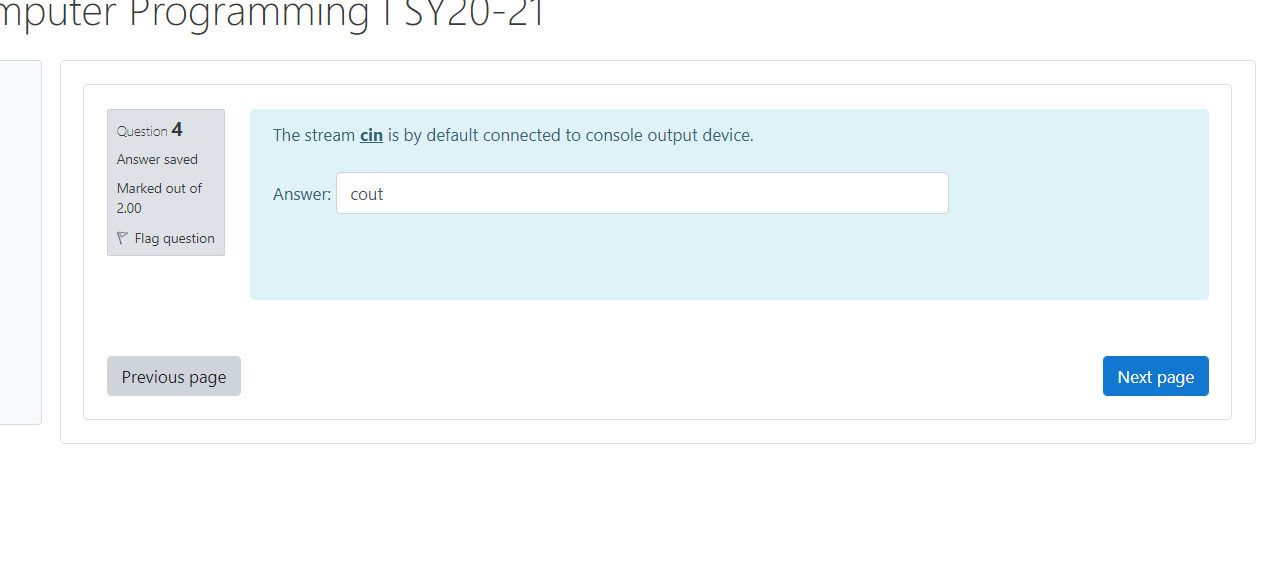 mputer Programming I SY20-21
Question 4
Answer saved
Marked out of
2.00
Flag question
The stream cin is by default connected to console output device.
Answer: cout
Previous page
Next page